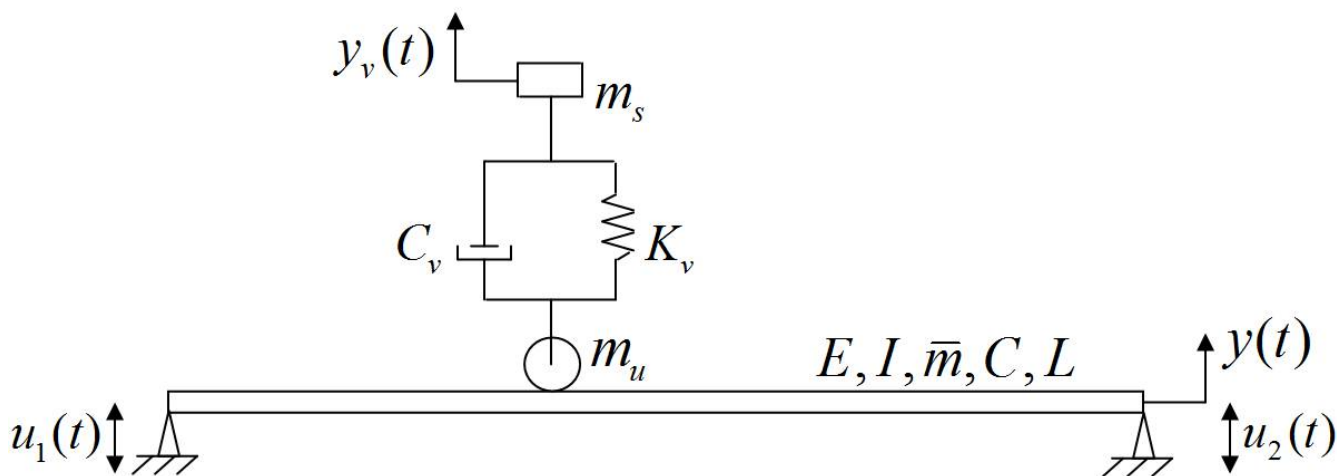 y_v(t)
m_s
C_v
K_v
m_u
E, I, m̅, C, L
y(t)
u_1(t)
u_2(t)